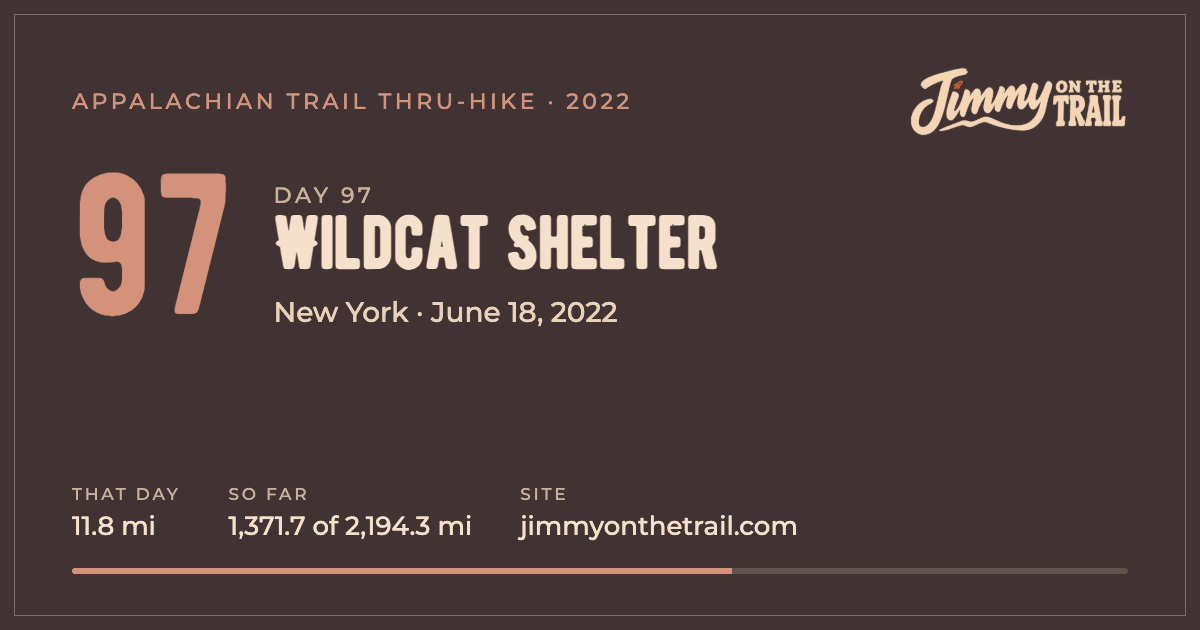 APPALACHIAN TRAIL THRU-HIKE · 2022
Jimmy ON THE TRAIL
97
DAY 97
WILDCAT SHELTER
New York · June 18, 2022
THAT DAY
11.8 mi
SO FAR
1,371.7 of 2,194.3 mi
SITE
jimmyonthetrail.com